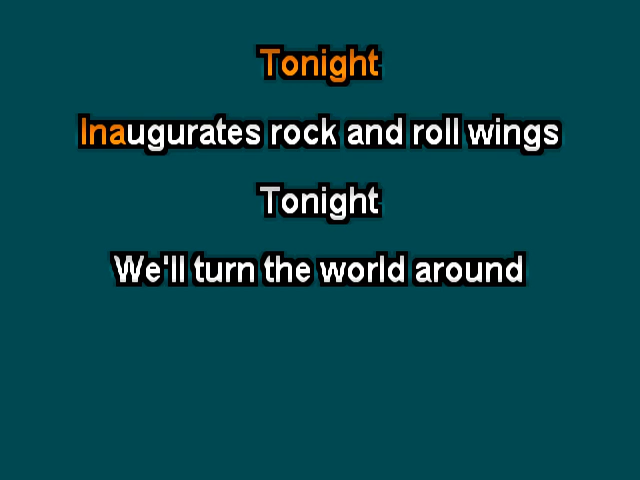 Tonight
Inaugurates rock and roll wings
Tonight
We'll turn the world around